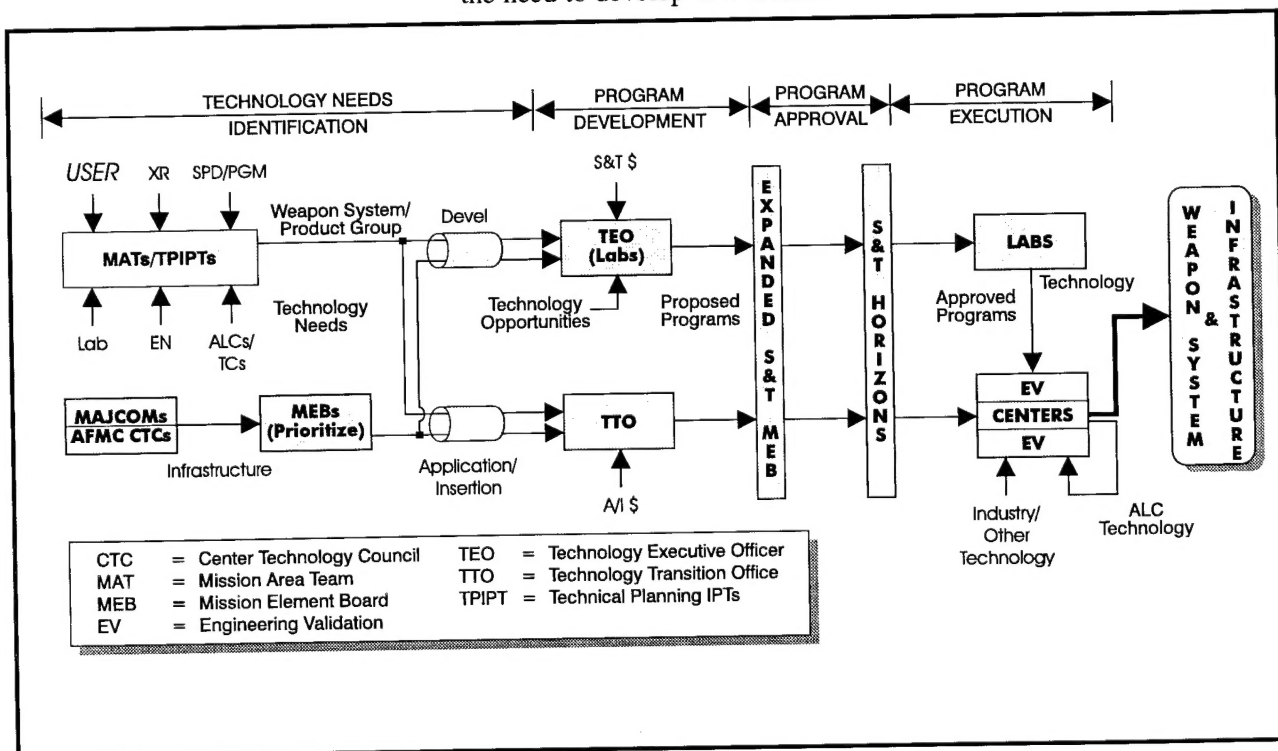 TECHNOLOGY NEEDS
IDENTIFICATION
PROGRAM
DEVELOPMENT
PROGRAM
APPROVAL
PROGRAM
EXECUTION
USER
XR
SPD/PGM
MATs/TPIPTs
Lab
EN
ALCs/
TCs
Weapon System/
Product Group
Technology
Needs
Devel
S&T $
TEO
(Labs)
Technology
Opportunities
Proposed
Programs
MAJCOMs
AFMC CTCs
Infrastructure
MEBs
(Prioritize)
Application/
Insertion
TTO
A/I $
EXPANDED S&T MEB
S&T HORIZONS
LABS
Approved
Programs
Technology
EV
CENTERS
EV
Industry/
Other
Technology
ALC
Technology
WEAPON SYSTEM
&
INFRASTRUCTURE
CTC = Center Technology Council
MAT = Mission Area Team
MEB = Mission Element Board
EV = Engineering Validation
TEO = Technology Executive Officer
TTO = Technology Transition Office
TPIPT = Technical Planning IPTs